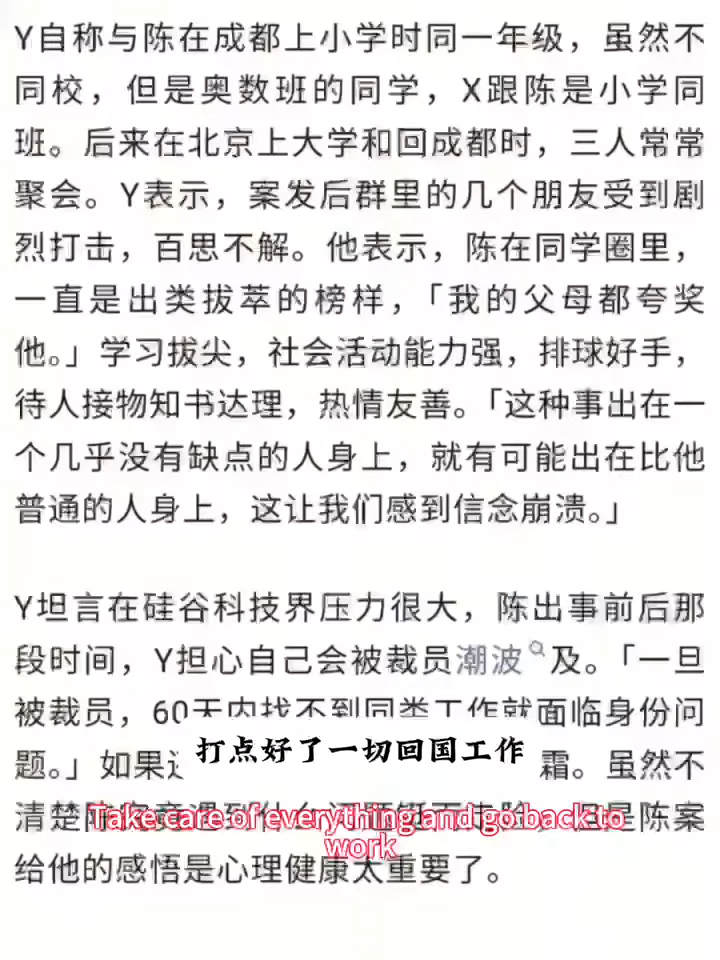 Y自称与陈在成都上小学时同一年级，虽然不
同校，但是奥数班的同学，X跟陈是小学同
班。后来在北京上大学和回成都时，三人常常
聚会。Y表示，案发后群里的几个朋友受到剧
烈打击，百思不解。他表示，陈在同学圈里，
一直是出类拔萃的榜样，「我的父母都夸奖
他。」学习拔尖，社会活动能力强，排球好手，
待人接物知书达理，热情友善。「这种事出在一
个几乎没有缺点的人身上，就有可能出在比他
普通的人身上，这让我们感到信念崩溃。」
Y坦言在硅谷科技界压力很大，陈出事前后那
段时间，Y担心自己会被裁员潮波及。「一旦
被裁员，60天内找不到同类工作就面临身份问
题。」如果 霜。虽然不
打点好了一切回国工作
清楚 陈案
Take care of everything and go back to
work
给他的感悟是心理健康太重要了。